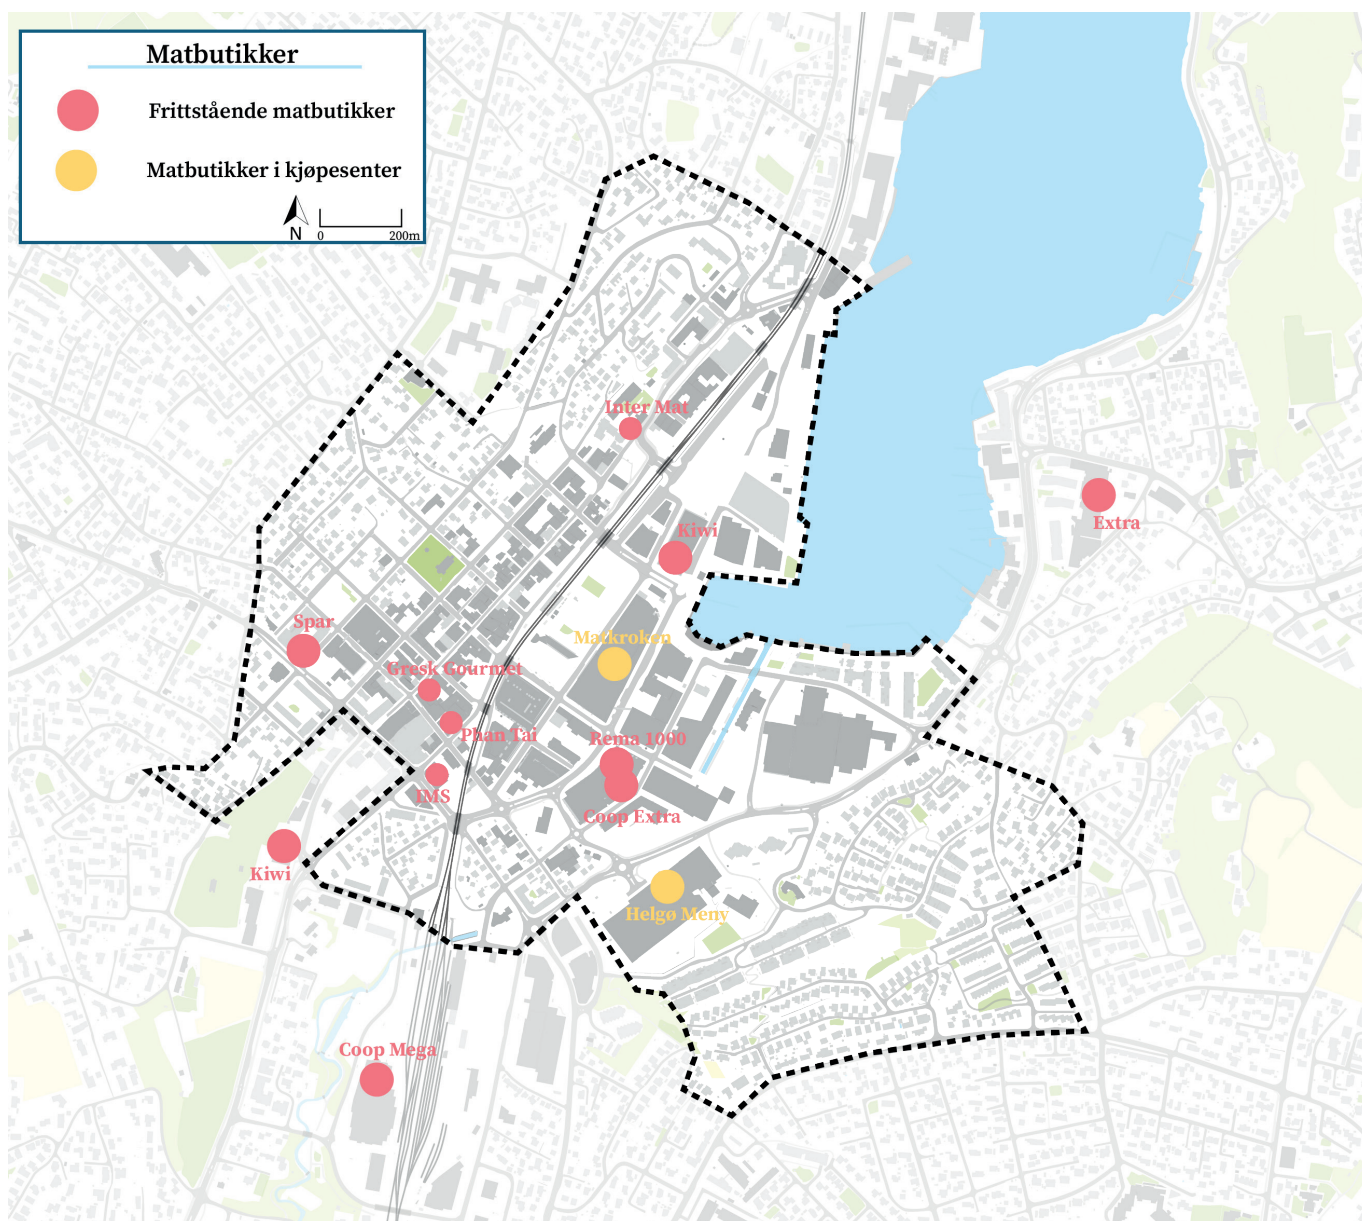 Matbutikker
Frittstående matbutikker
Matbutikker i kjøpesenter
N
0 200m
Inter Mat
Extra
Kiwi
Spar
Matkroken
Gresk Gourmet
Phan Tai
Rema 1000
IMS
Coop Extra
Kiwi
Helgø Meny
Coop Mega